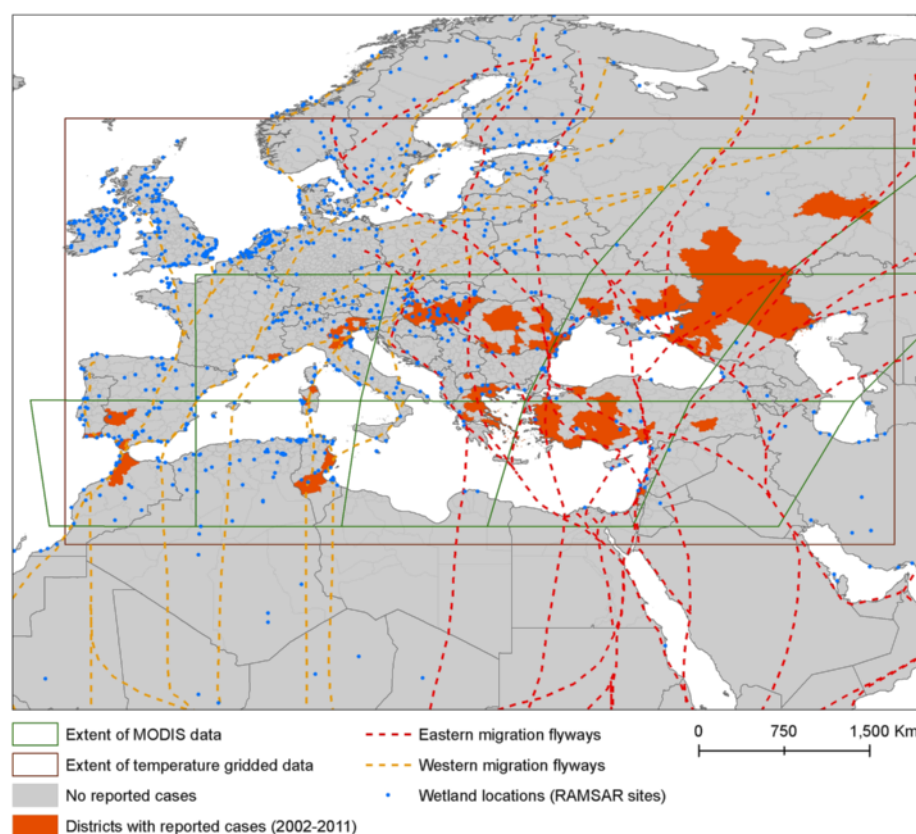 Extent of MODIS data
Extent of temperature gridded data
No reported cases
Districts with reported cases (2002-2011)
Eastern migration flyways
Western migration flyways
Wetland locations (RAMSAR sites)
0 750 1,500 Km